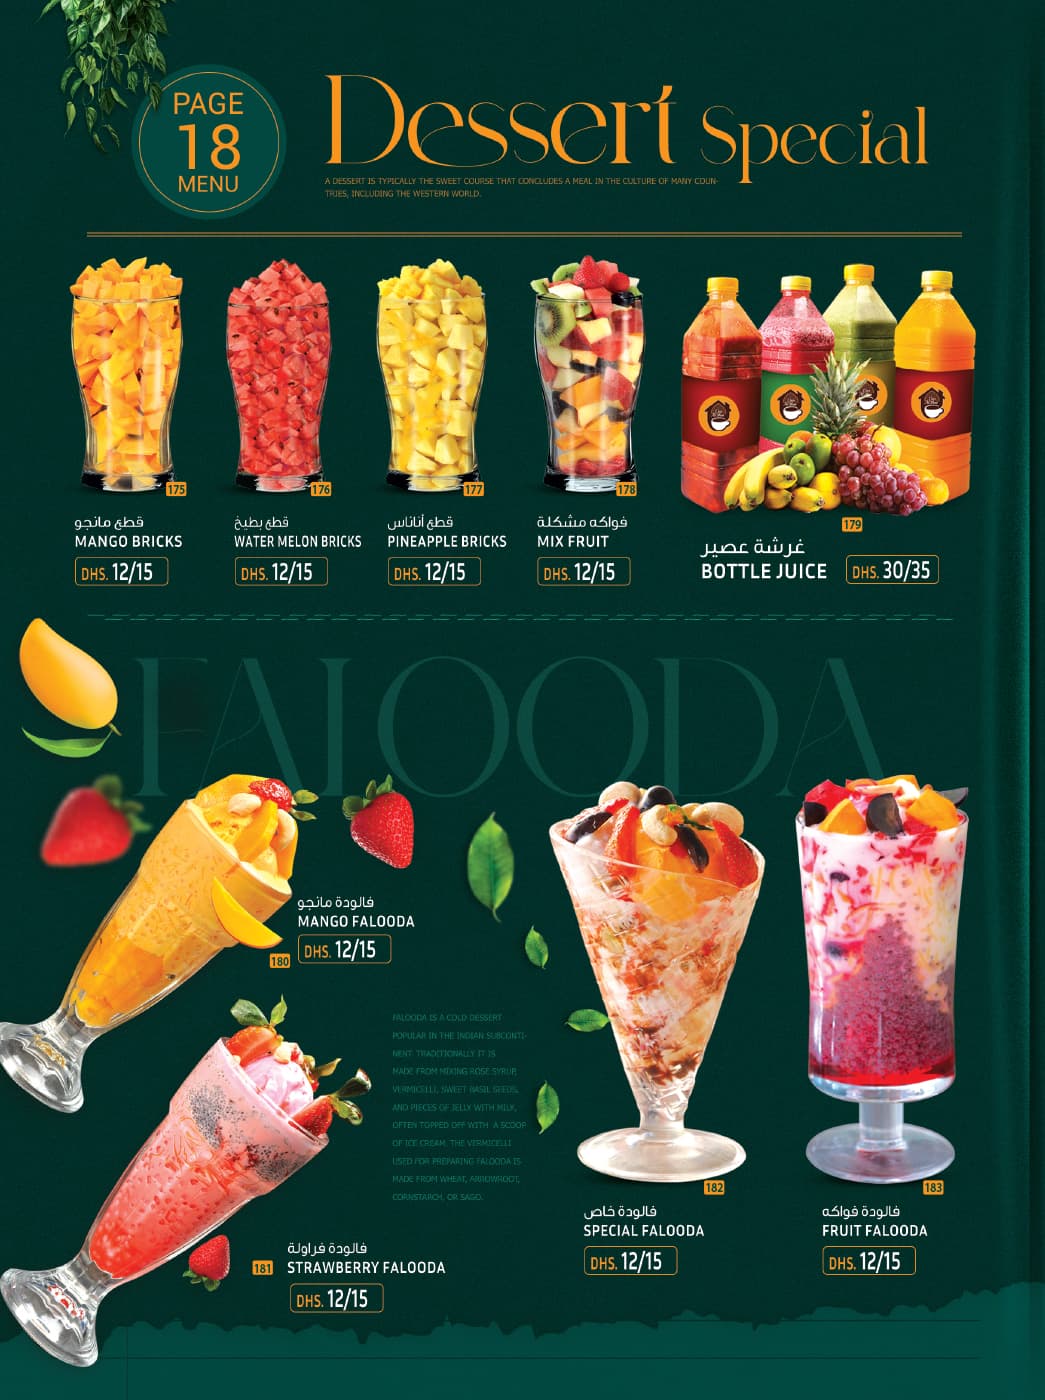 PAGE
18
MENU
Dessert Special
A DESSERT IS TYPICALLY THE SWEET COURSE THAT CONCLUDES A MEAL IN THE CULTURE OF MANY COUN-
TRIES, INCLUDING THE WESTERN WORLD.
175
قطع مانجو
MANGO BRICKS
DHS. 12/15
176
قطع بطيخ
WATER MELON BRICKS
DHS. 12/15
177
قطع أناناس
PINEAPPLE BRICKS
DHS. 12/15
178
فواكه مشكلة
MIX FRUIT
DHS. 12/15
179
غرشة عصير
BOTTLE JUICE
DHS. 30/35
FALOODA
فالودة مانجو
MANGO FALOODA
DHS. 12/15
180
FALOODA IS A COLD DESSERT
POPULAR IN THE INDIAN SUBCONTI-
NENT. TRADITIONALLY IT IS
MADE FROM MIXING ROSE SYRUP,
VERMICELLI, SWEET BASIL SEEDS,
AND PIECES OF JELLY WITH MILK,
OFTEN TOPPED OFF WITH A SCOOP
OF ICE CREAM. THE VERMICELLI
USED FOR PREPARING FALOODA IS
MADE FROM WHEAT, ARROWROOT,
CORNSTARCH, OR SAGO.
181
فالودة فراولة
STRAWBERRY FALOODA
DHS. 12/15
182
فالودة خاص
SPECIAL FALOODA
DHS. 12/15
183
فالودة فواكه
FRUIT FALOODA
DHS. 12/15